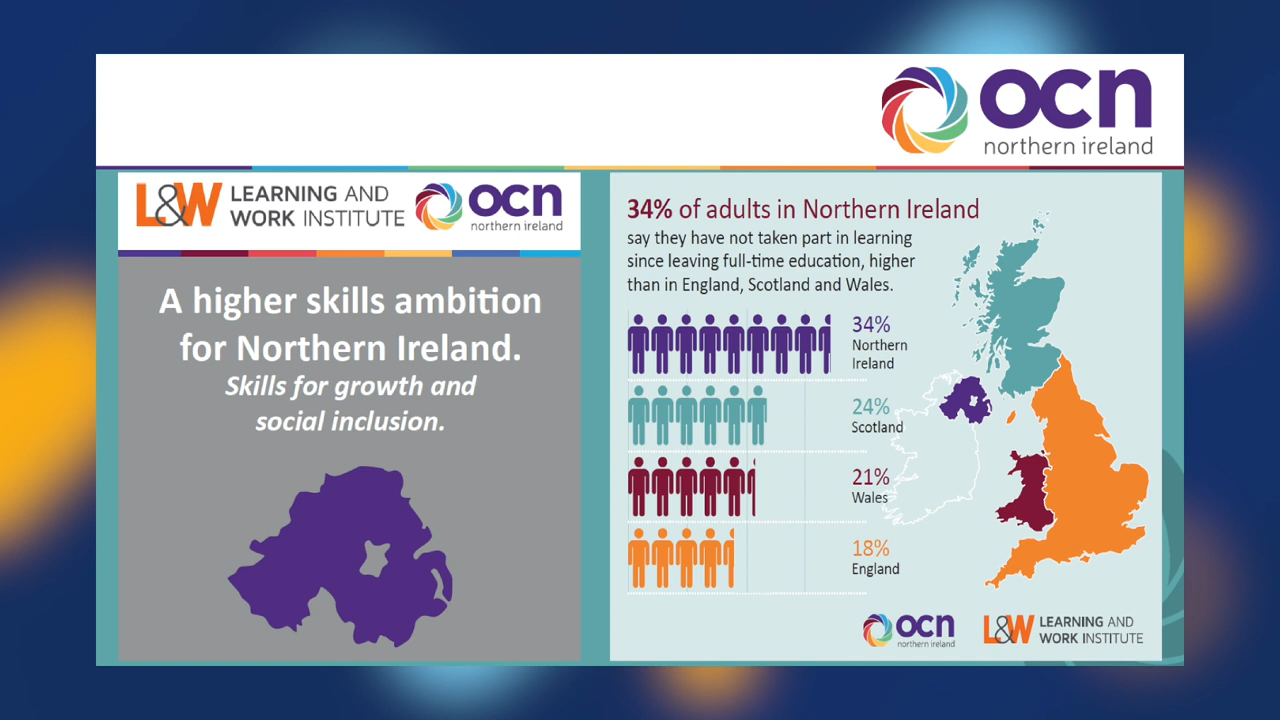 ocn
northern ireland
L&W LEARNING AND
WORK INSTITUTE
ocn
northern ireland
A higher skills ambition
for Northern Ireland.
Skills for growth and
social inclusion.
34% of adults in Northern Ireland
say they have not taken part in learning
since leaving full-time education, higher
than in England, Scotland and Wales.
34%
Northern
Ireland
24%
Scotland
21%
Wales
18%
England
ocn
northern ireland
L&W LEARNING AND
WORK INSTITUTE